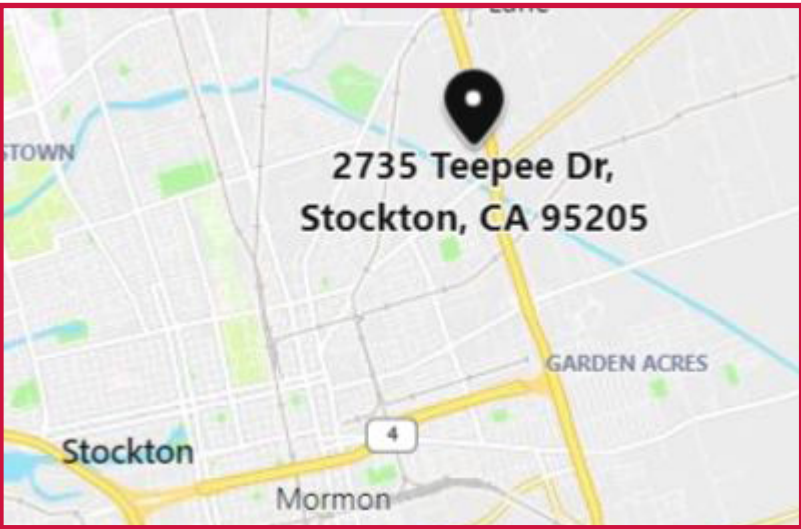 STOWN
2735 Teepee Dr,
Stockton, CA 95205
GARDEN ACRES
4
Stockton
Mormon